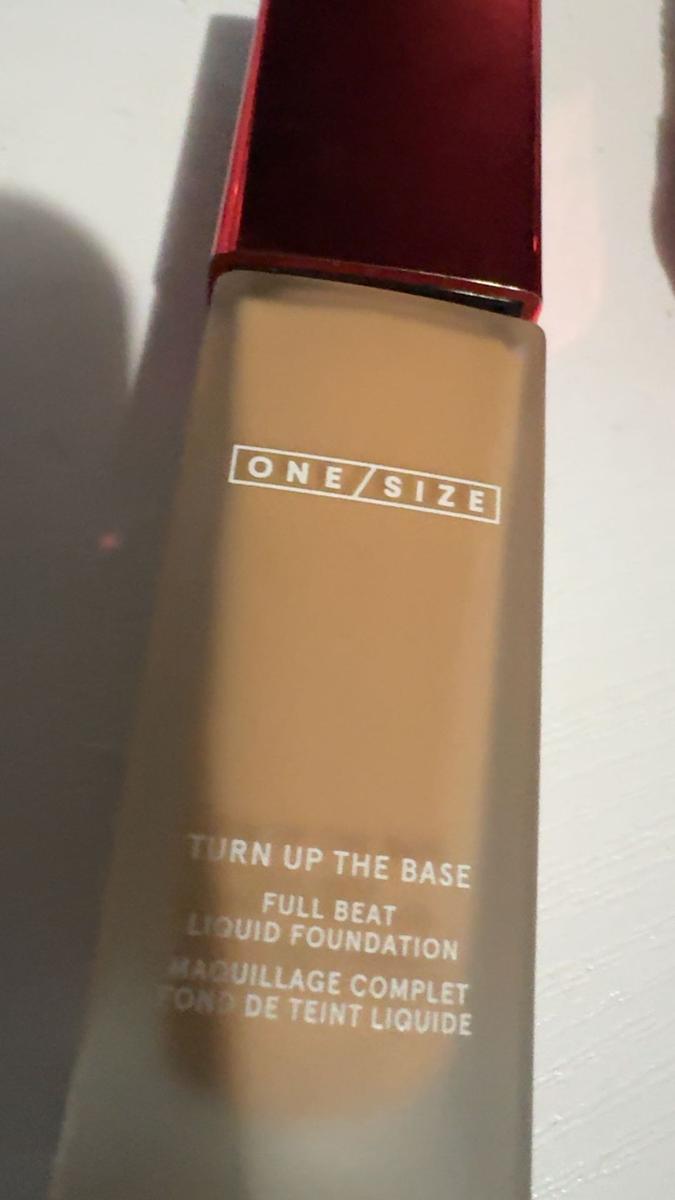 ONE/SIZE
TURN UP THE BASE
FULL BEAT
LIQUID FOUNDATION
MAQUILLAGE COMPLET
FOND DE TEINT LIQUIDE